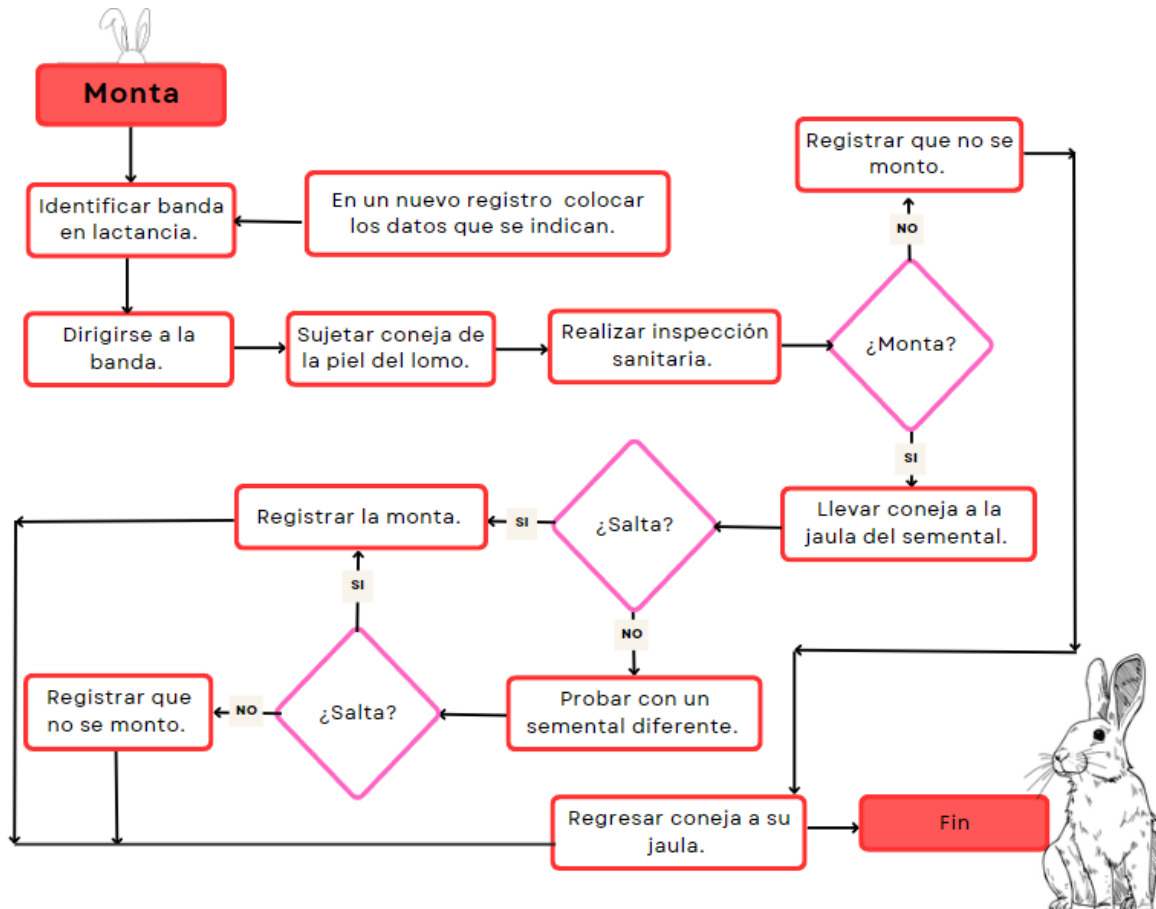 Monta
Registrar que no se
monto.
Identificar banda
en lactancia.
En un nuevo registro colocar
los datos que se indican.
NO
Dirigirse a la
banda.
Sujetar coneja de
la piel del lomo.
Realizar inspección
sanitaria.
¿Monta?
SI
Registrar la monta.
SI
¿Salta?
Llevar coneja a la
jaula del semental.
SI
NO
Registrar que
no se monto.
NO
¿Salta?
Probar con un
semental diferente.
Regresar coneja a su
jaula.
Fin